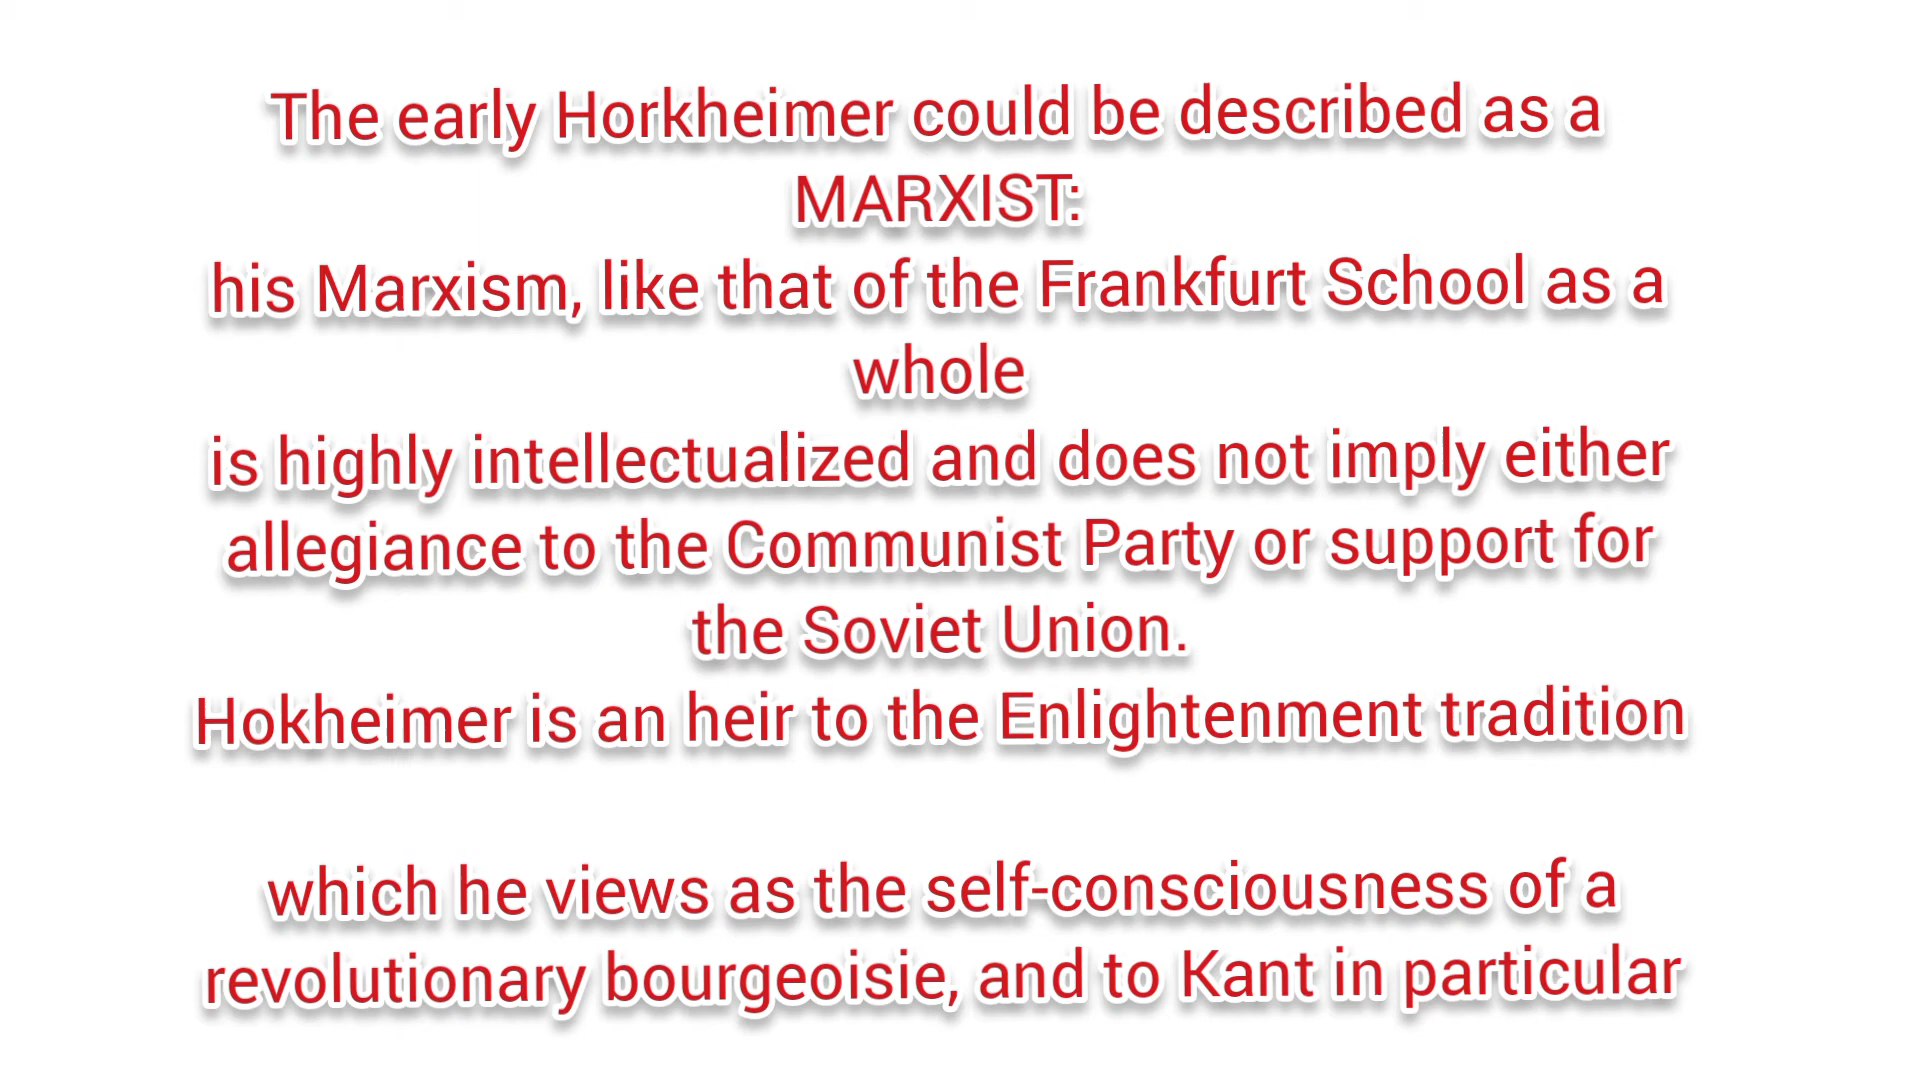 The early Horkheimer could be described as a
MARXIST:
his Marxism, like that of the Frankfurt School as a
whole
is highly intellectualized and does not imply either
allegiance to the Communist Party or support for
the Soviet Union.
Hokheimer is an heir to the Enlightenment tradition
which he views as the self-consciousness of a
revolutionary bourgeoisie, and to Kant in particular